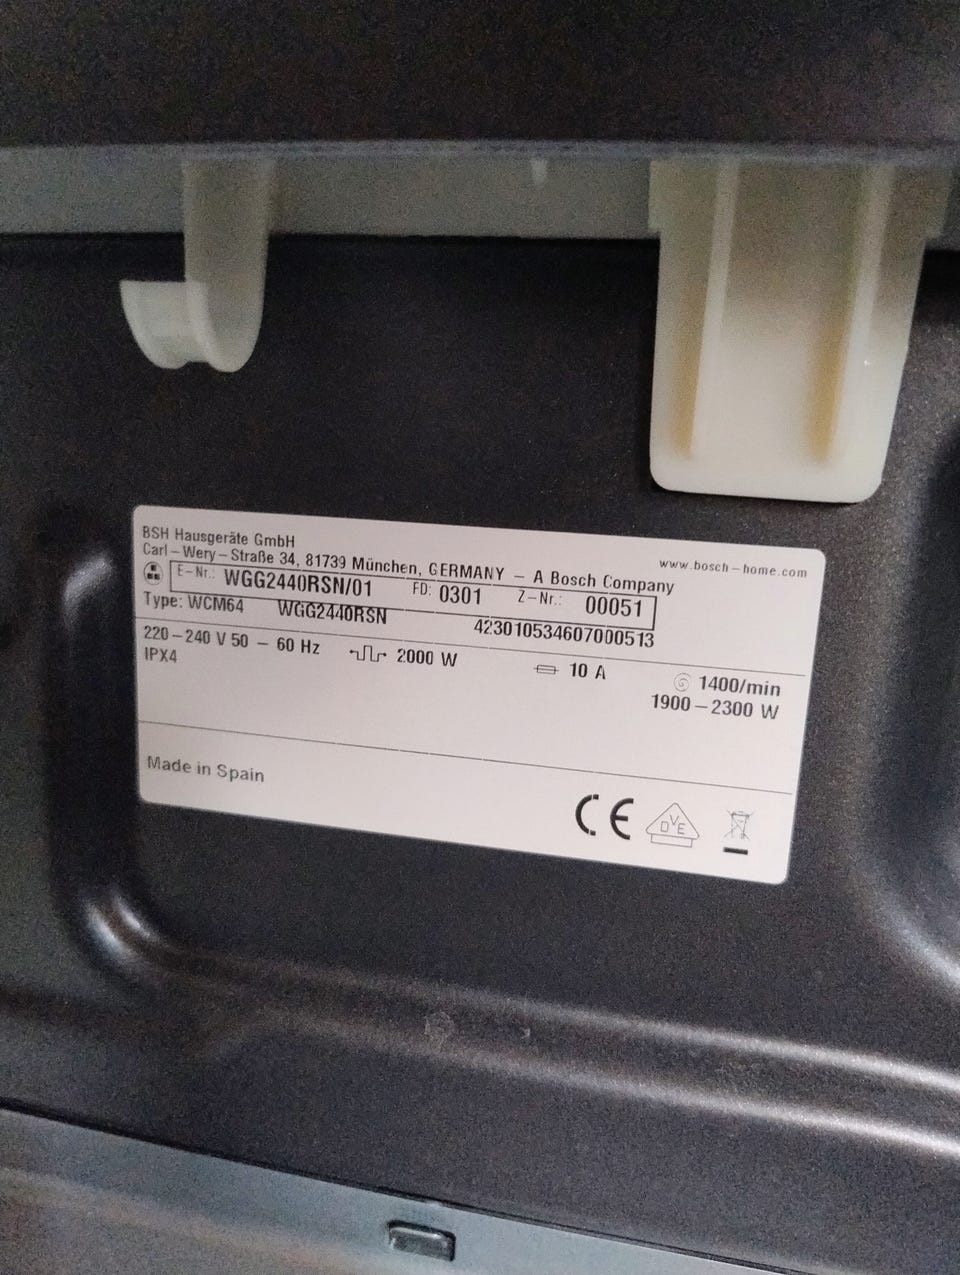 BSH Hausgeräte GmbH
Carl-Wery-Straße 34, 81739 München, GERMANY - A Bosch Company
www.bosch-home.com
E-Nr.: WGG2440RSN/01 FD: 0301 Z-Nr.: 00051
Type: WCM64 WGG2440RSN 423010534607000513
220-240 V 50 - 60 Hz 2000 W 10 A 1400/min
IPX4 1900-2300 W
Made in Spain
CE DVE